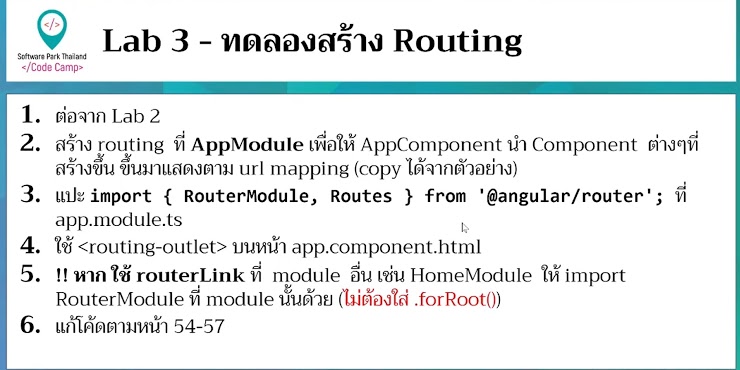 </>
Software Park Thailand
</Code Camp>
Lab 3 - ทดลองสร้าง Routing
1. ต่อจาก Lab 2
2. สร้าง routing ที่ AppModule เพื่อให้ AppComponent นำ Component ต่างๆที่
สร้างขึ้น ขึ้นมาแสดงตาม url mapping (copy ได้จากตัวอย่าง)
3. แปะ import { RouterModule, Routes } from '@angular/router'; ที่
app.module.ts
4. ใช้ <routing-outlet> บนหน้า app.component.html
5. !! หาก ใช้ routerLink ที่ module อื่น เช่น HomeModule ให้ import
RouterModule ที่ module นั้นด้วย (ไม่ต้องใส่ .forRoot())
6. แก้โค้ดตามหน้า 54-57